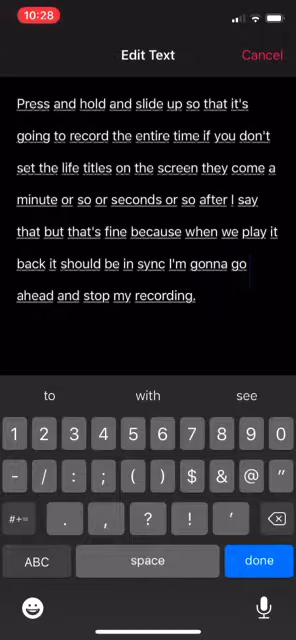 10:28
Edit Text
Cancel
Press and hold and slide up so that it's
going to record the entire time if you don't
set the life titles on the screen they come a
minute or so or seconds or so after I say
that but that's fine because when we play it
back it should be in sync I'm gonna go
ahead and stop my recording.
to with see
1 2 3 4 5 6 7 8 9 0
- / : ; ( ) $ & @ "
#+= . , ? ! '
ABC space done